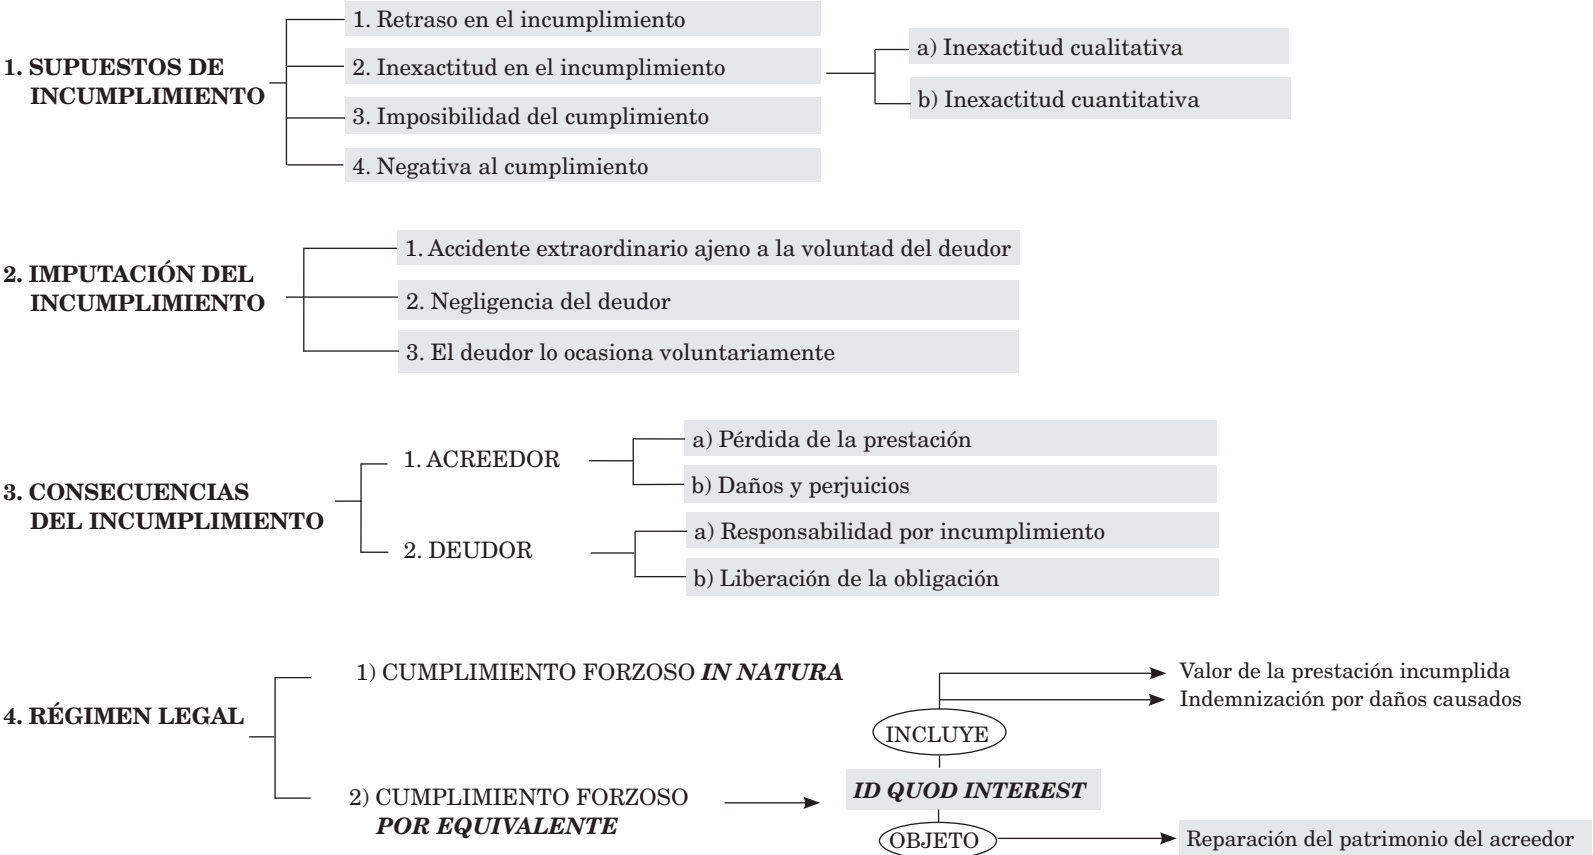 1. SUPUESTOS DE
INCUMPLIMIENTO
1. Retraso en el incumplimiento
2. Inexactitud en el incumplimiento
a) Inexactitud cualitativa
b) Inexactitud cuantitativa
3. Imposibilidad del cumplimiento
4. Negativa al cumplimiento
2. IMPUTACIÓN DEL
INCUMPLIMIENTO
1. Accidente extraordinario ajeno a la voluntad del deudor
2. Negligencia del deudor
3. El deudor lo ocasiona voluntariamente
3. CONSECUENCIAS
DEL INCUMPLIMIENTO
1. ACREEDOR
a) Pérdida de la prestación
b) Daños y perjuicios
2. DEUDOR
a) Responsabilidad por incumplimiento
b) Liberación de la obligación
4. RÉGIMEN LEGAL
1) CUMPLIMIENTO FORZOSO IN NATURA
2) CUMPLIMIENTO FORZOSO
POR EQUIVALENTE
ID QUOD INTEREST
INCLUYE
Valor de la prestación incumplida
Indemnización por daños causados
OBJETO
Reparación del patrimonio del acreedor